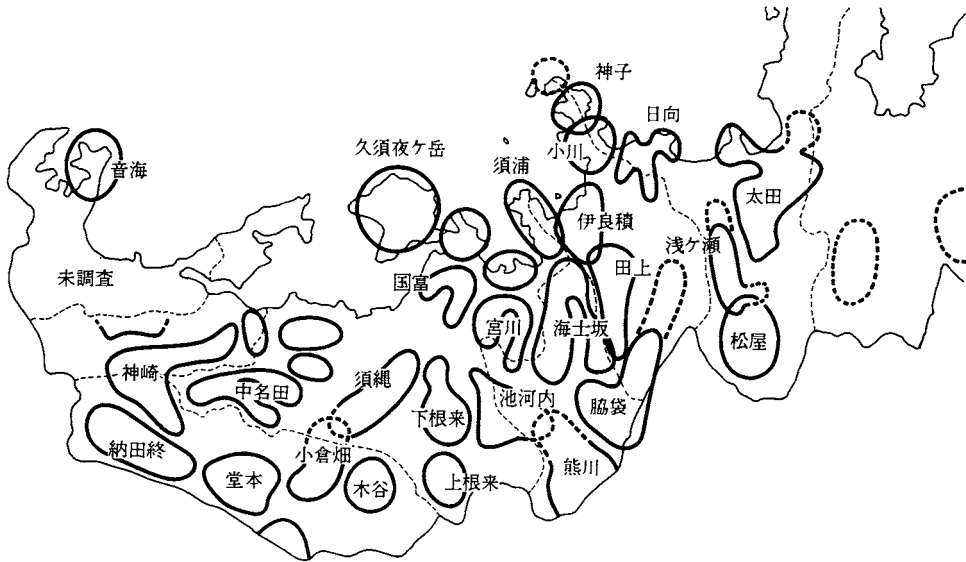 神子
日向
小川
音海
久須夜ケ岳
須浦
太田
伊良積
浅ケ瀬
田上
未調査
国富
宮川
海士坂
松屋
神崎
須縄
中名田
池河内
脇袋
下根来
納田終
小倉畑
熊川
堂本
木谷
上根来